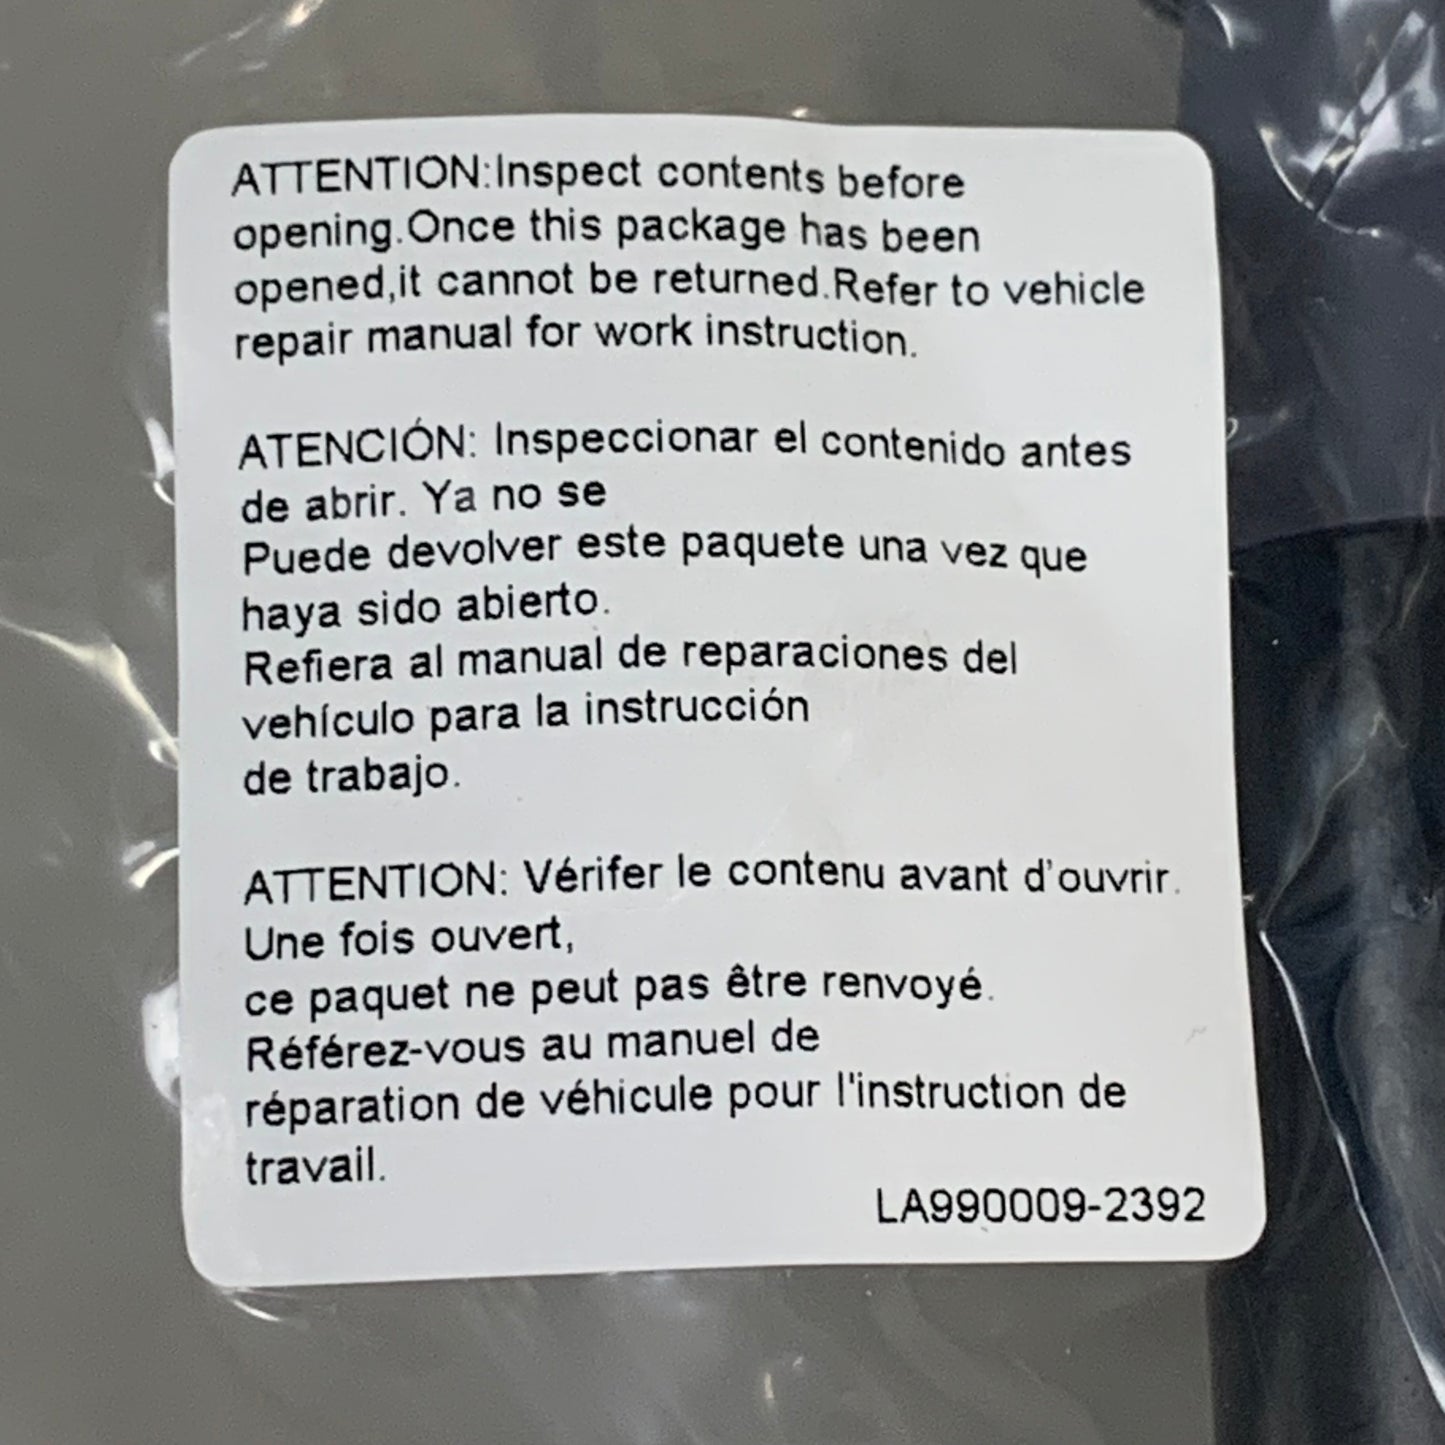 ATTENTION:Inspect contents before
opening.Once this package has been
opened,it cannot be returned.Refer to vehicle
repair manual for work instruction.
ATENCIÓN: Inspeccionar el contenido antes
de abrir. Ya no se
Puede devolver este paquete una vez que
haya sido abierto.
Refiera al manual de reparaciones del
vehículo para la instrucción
de trabajo.
ATTENTION: Vérifer le contenu avant d'ouvrir.
Une fois ouvert,
ce paquet ne peut pas être renvoyé.
Référez-vous au manuel de
réparation de véhicule pour l'instruction de
travail.
LA990009-2392